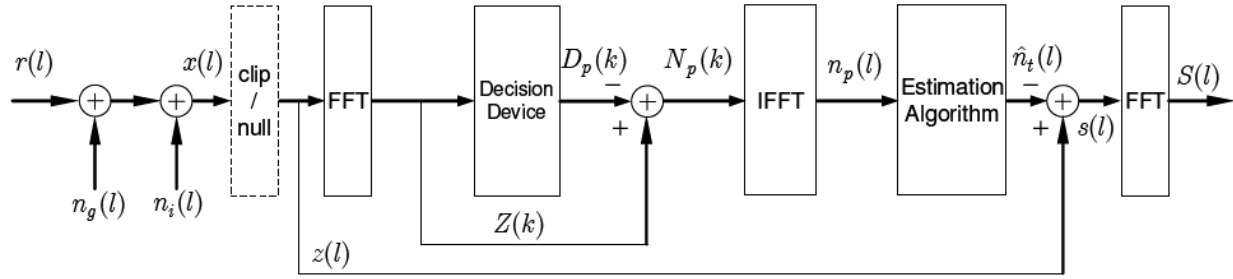 r(l)
n_g(l)
n_i(l)
x(l)
clip
/
null
z(l)
FFT
Z(k)
Decision
Device
D_p(k)
−
+
N_p(k)
IFFT
n_p(l)
Estimation
Algorithm
n̂_t(l)
−
+
s(l)
FFT
S(l)